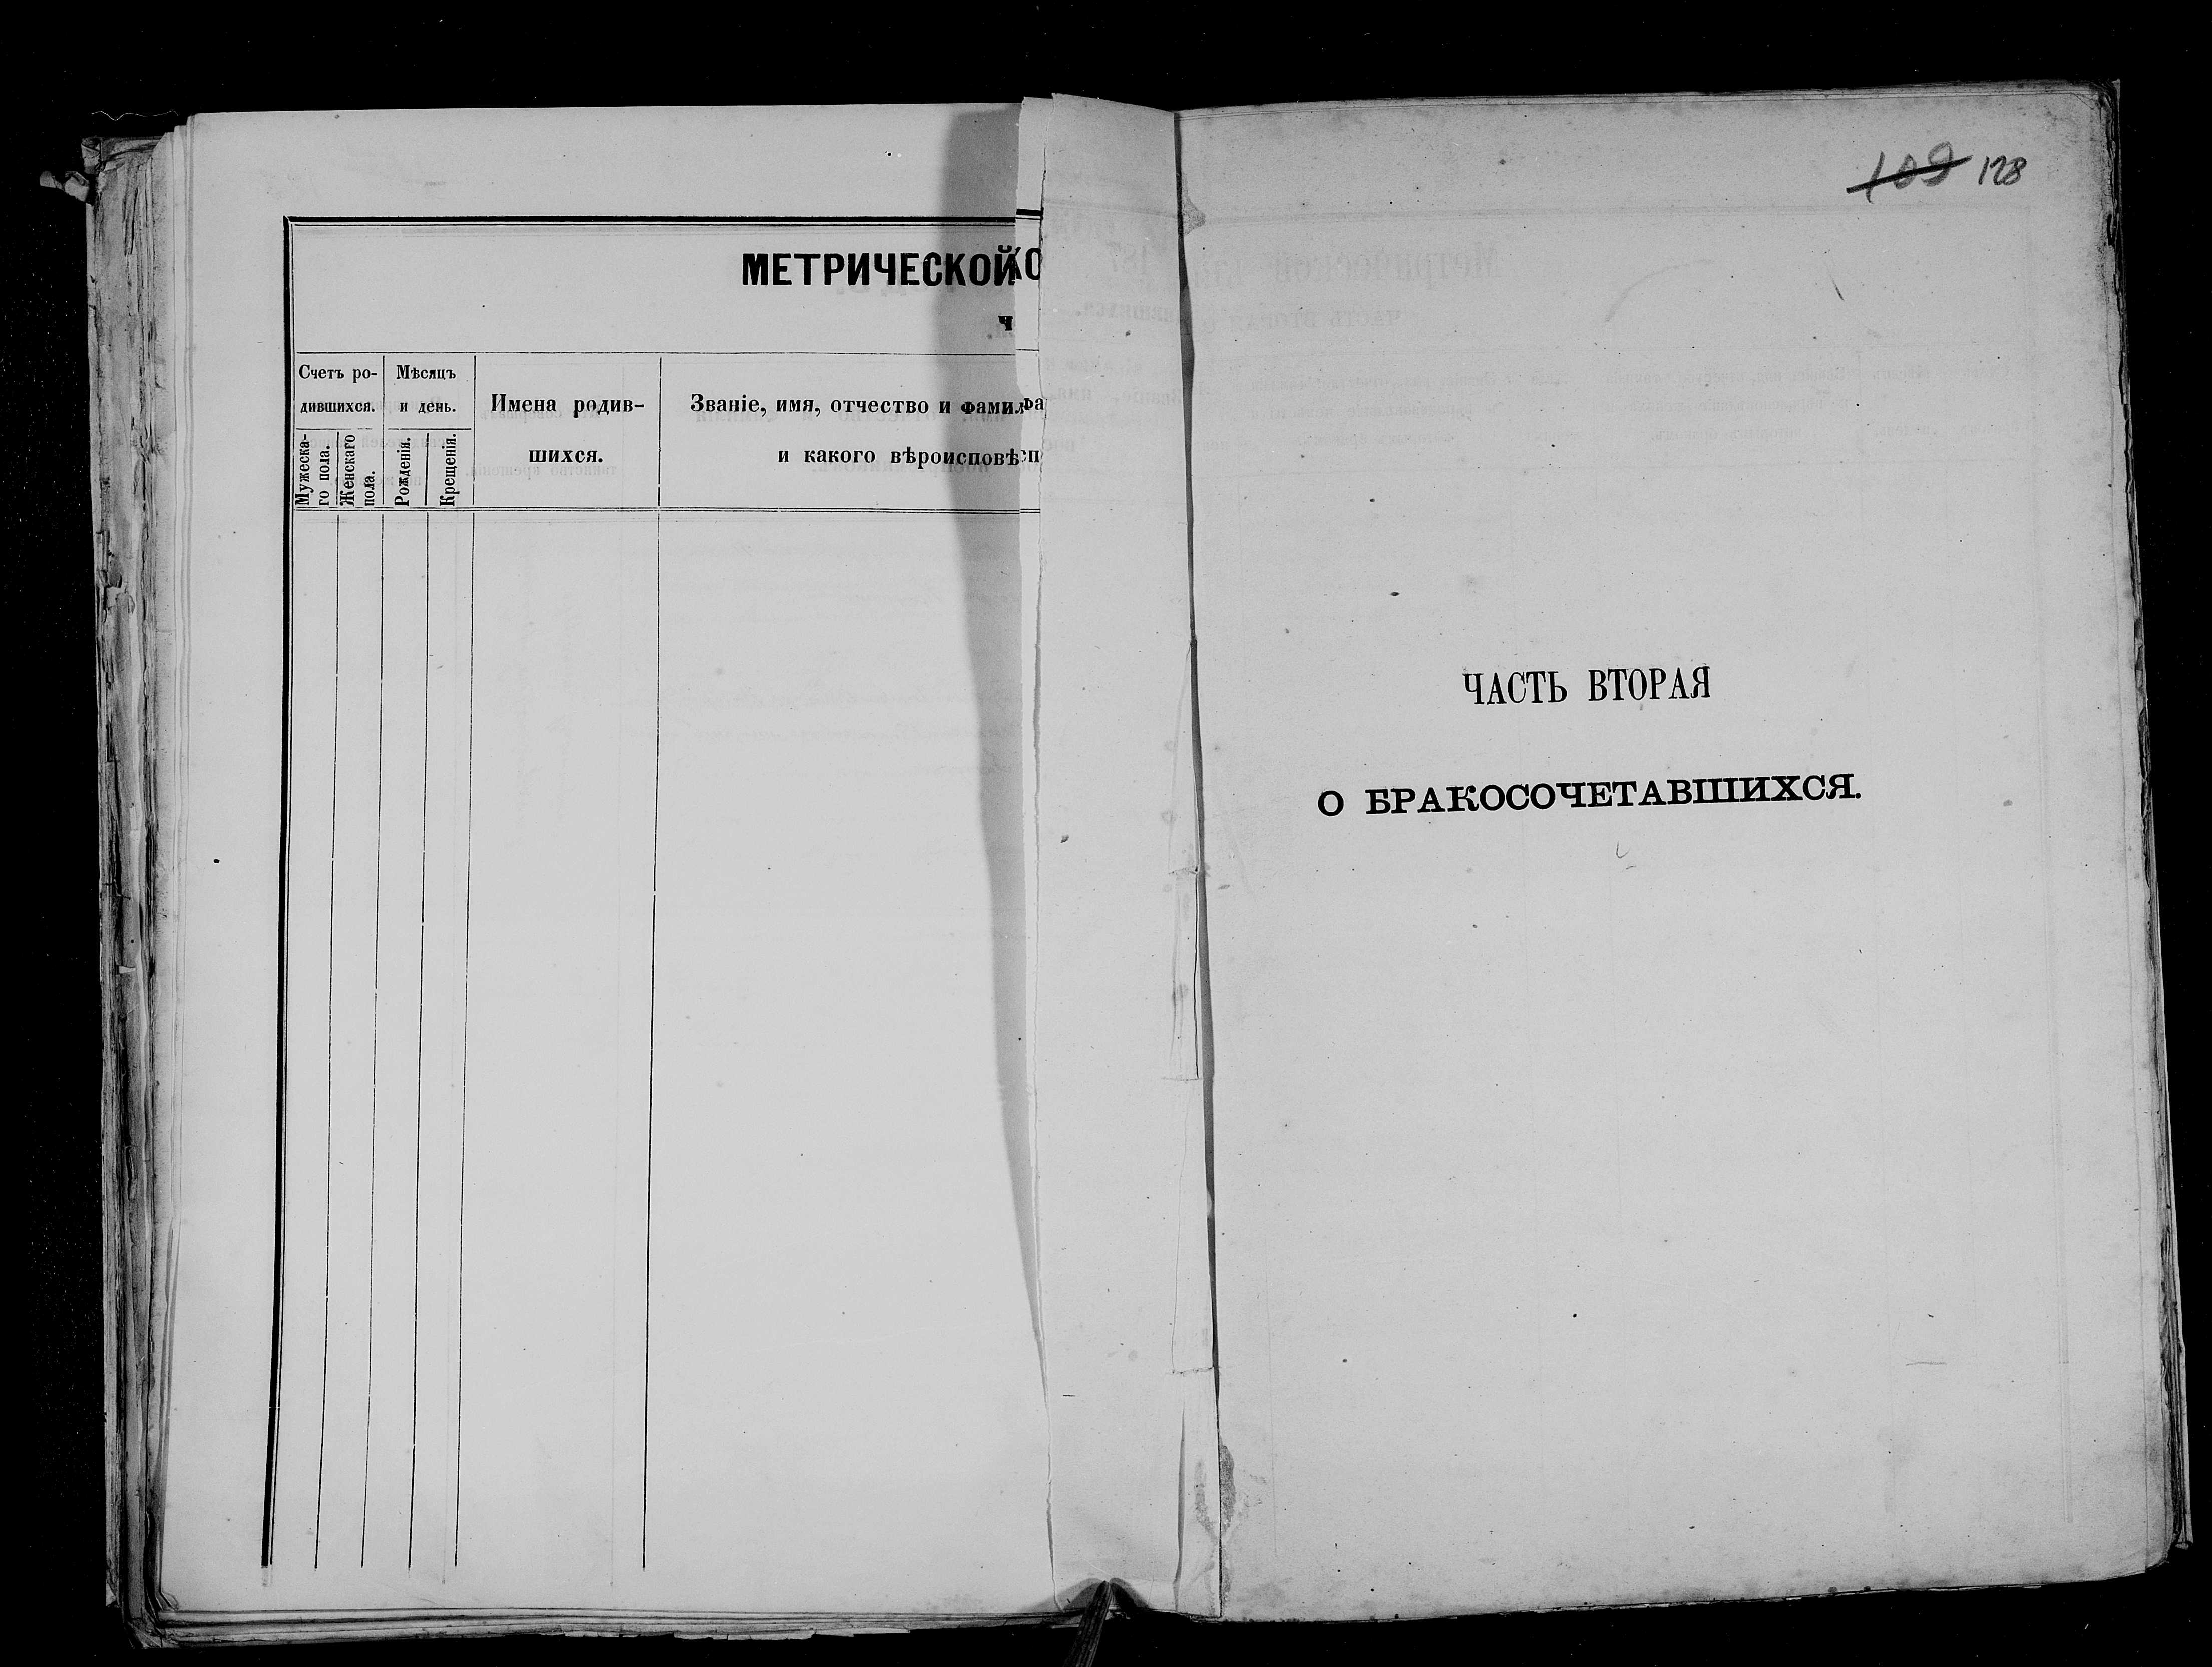 МЕТРИЧЕСКОЙ
Ч
Счетъ ро-
дившихся.
Мѣсяцъ
и день.
Мужеска-
го пола.
Женскаго
пола.
Рожденія.
Крещенія.
Имена родив-
шихся.
Званіе, имя, отчество и фамил
и какого вѣроисповѣ
109 128
ЧАСТЬ ВТОРАЯ
О БРАКОСОЧЕТАВШИХСЯ.